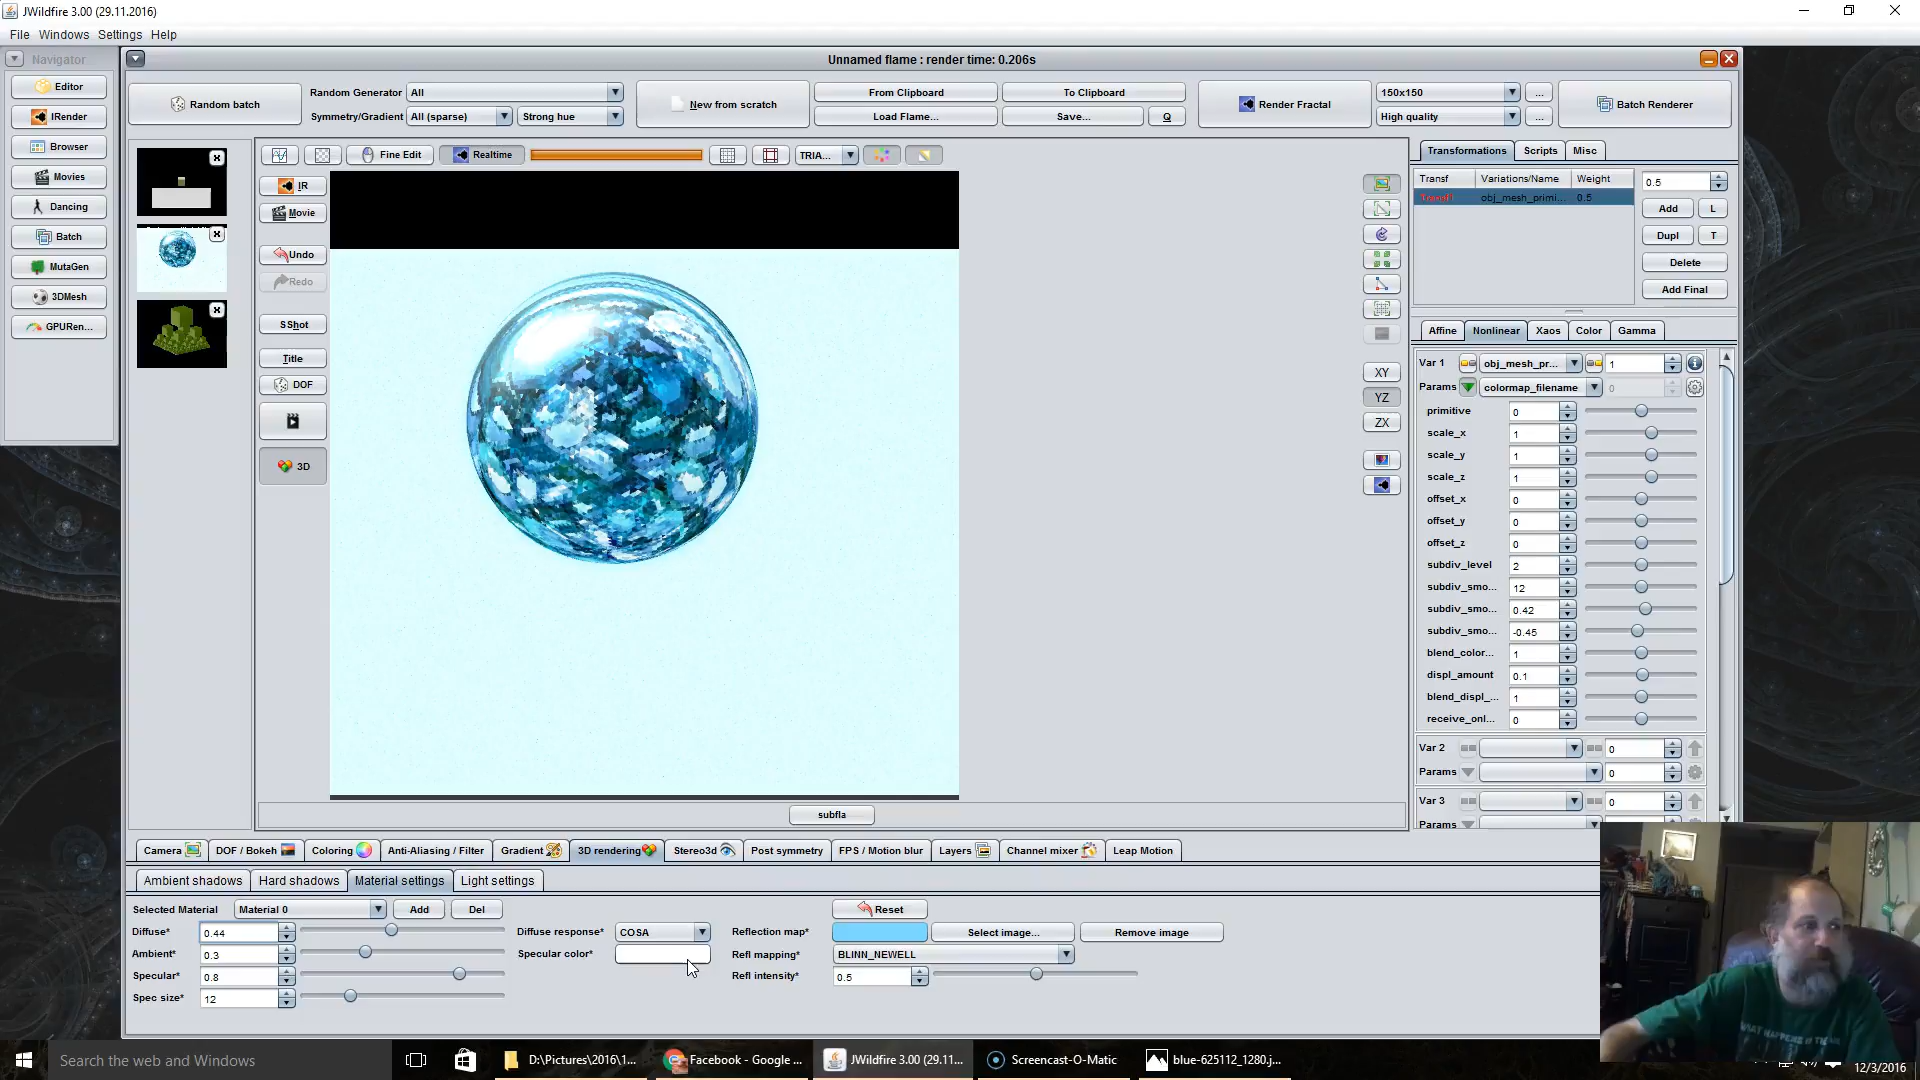 JWildfire 3.00 (29.11.2016)
File Windows Settings Help
Navigator
Unnamed flame : render time: 0.206s
Editor
IRender
Browser
Movies
Dancing
Batch
MutaGen
3DMesh
GPURen...
Random batch
Random Generator All
Symmetry/Gradient All (sparse) Strong hue
New from scratch
From Clipboard To Clipboard
Load Flame... Save... Q
Render Fractal
150x150 ...
High quality ...
Batch Renderer
Fine Edit Realtime TRIA...
IR
Movie
Undo
Redo
SShot
Title
DOF
3D
XY
YZ
ZX
subfla
Transformations Scripts Misc
Transf Variations/Name Weight
Transf1 obj_mesh_primi... 0.5
0.5
Add L
Dupl T
Delete
Add Final
Affine Nonlinear Xaos Color Gamma
Var 1 obj_mesh_pr... 1
Params colormap_filename 0
primitive 0
scale_x 1
scale_y 1
scale_z 1
offset_x 0
offset_y 0
offset_z 0
subdiv_level 2
subdiv_smo... 12
subdiv_smo... 0.42
subdiv_smo... -0.45
blend_color... 1
displ_amount 0.1
blend_displ_... 1
receive_onl... 0
Var 2 0
Params 0
Var 3 0
Params
Camera DOF / Bokeh Coloring Anti-Aliasing / Filter Gradient 3D rendering Stereo3d Post symmetry FPS / Motion blur Layers Channel mixer Leap Motion
Ambient shadows Hard shadows Material settings Light settings
Selected Material Material 0 Add Del Reset
Diffuse* 0.44 Diffuse response* COSA Reflection map* Select image... Remove image
Ambient* 0.3 Specular color* Refl mapping* BLINN_NEWELL
Specular* 0.8 Refl intensity* 0.5
Spec size* 12
Search the web and Windows
D:\Pictures\2016\1...
Facebook - Google ...
JWildfire 3.00 (29.11...
Screencast-O-Matic
blue-625112_1280.j...
12/3/2016